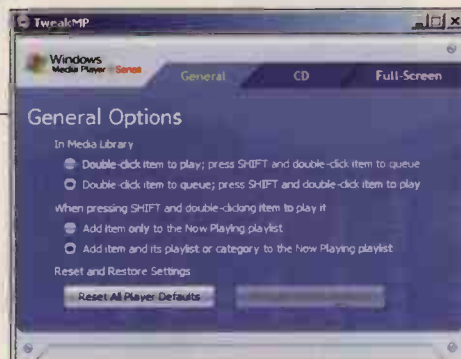 TweakMP
Windows
Media Player 9 Series
General
CD
Full-Screen
General Options
In Media Library
Double-click item to play; press SHIFT and double-click to queue
Double-click item to queue; press SHIFT and double-click to play
When pressing SHIFT and double-clicking item to play it
Add item only to the Now Playing playlist
Add item and its playlist or category to the Now Playing playlist
Reset and Restore Settings
Reset All Player Defaults